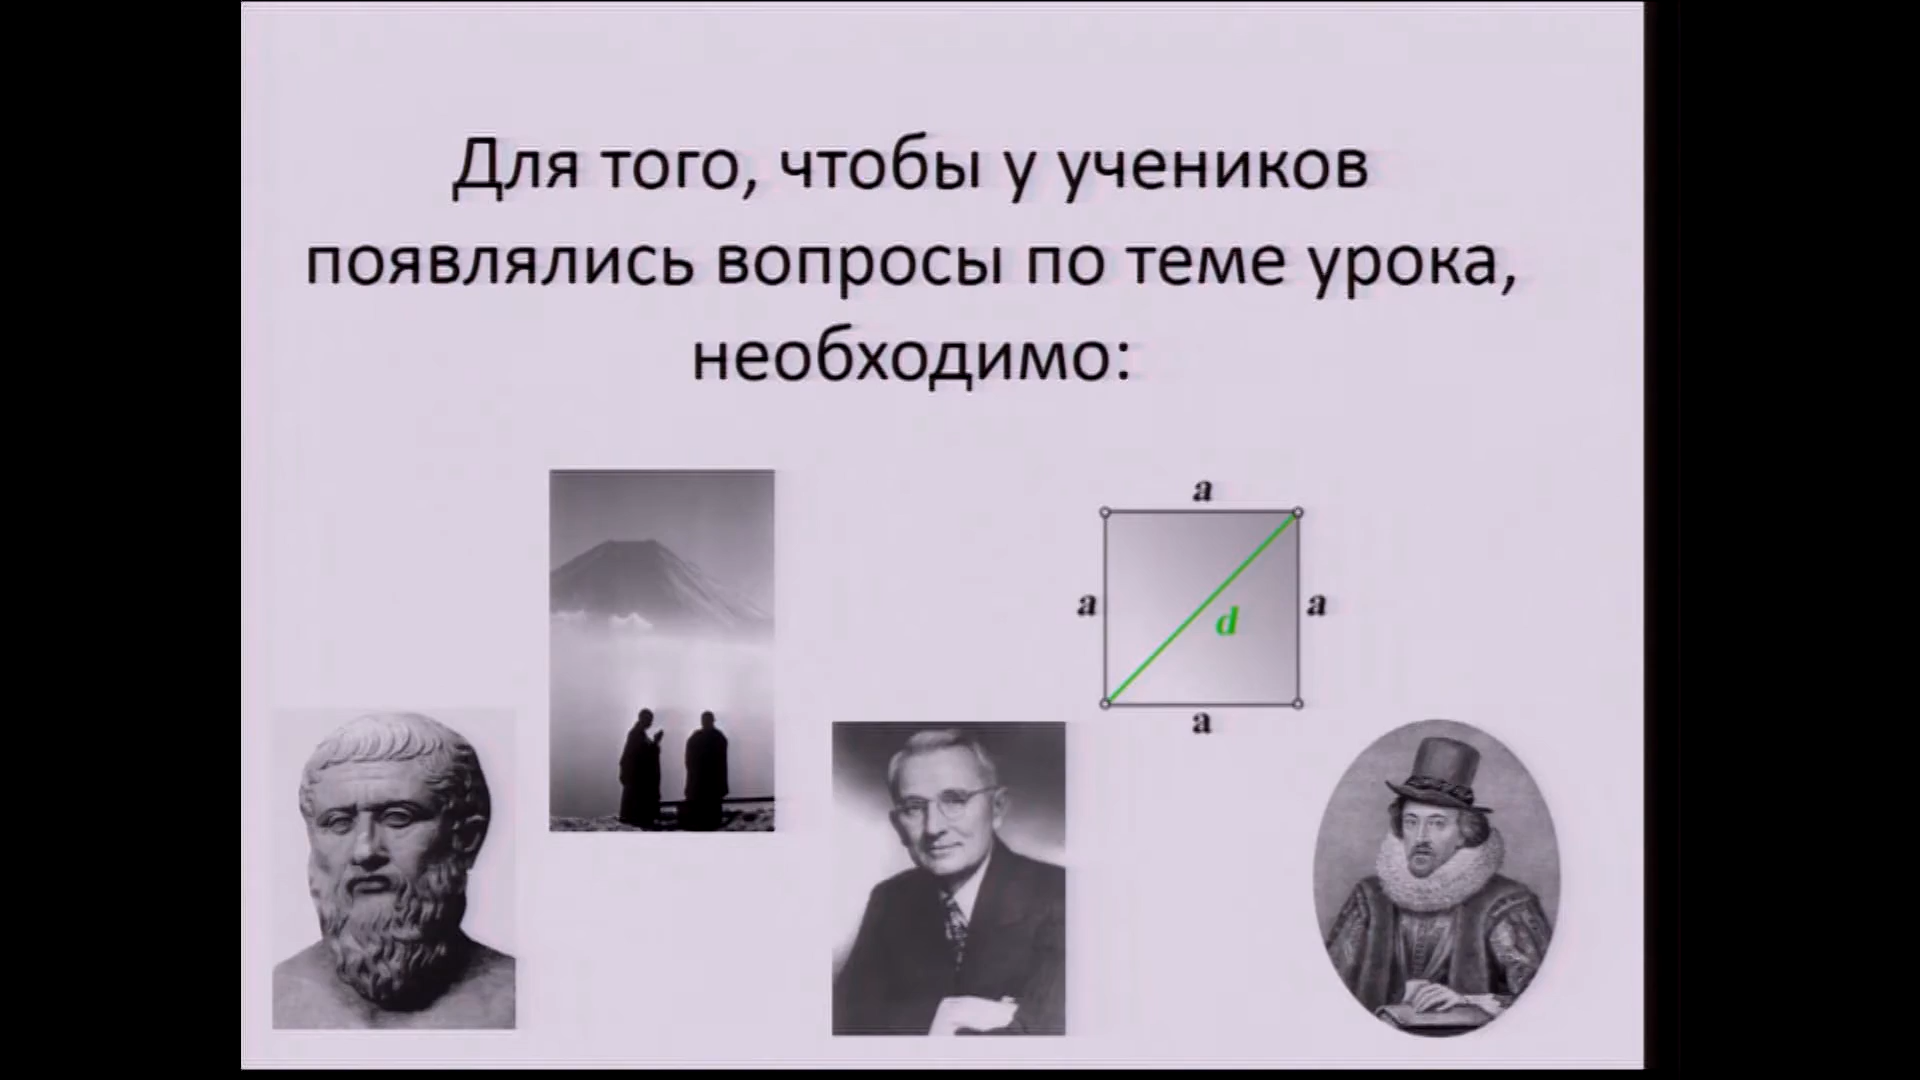 Для того, чтобы у учеников
появлялись вопросы по теме урока,
необходимо:
a
a
d
a
a